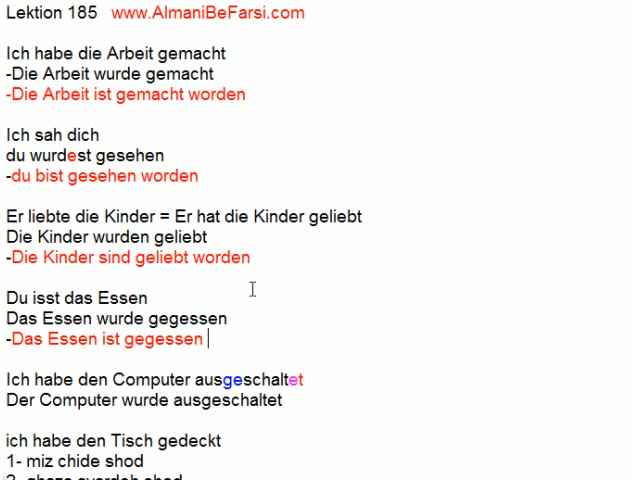 Lektion 185 www.AlmaniBeFarsi.com
Ich habe die Arbeit gemacht
-Die Arbeit wurde gemacht
-Die Arbeit ist gemacht worden
Ich sah dich
du wurdest gesehen
-du bist gesehen worden
Er liebte die Kinder = Er hat die Kinder geliebt
Die Kinder wurden geliebt
-Die Kinder sind geliebt worden
Du isst das Essen
Das Essen wurde gegessen
-Das Essen ist gegessen
Ich habe den Computer ausgeschaltet
Der Computer wurde ausgeschaltet
ich habe den Tisch gedeckt
1- miz chide shod